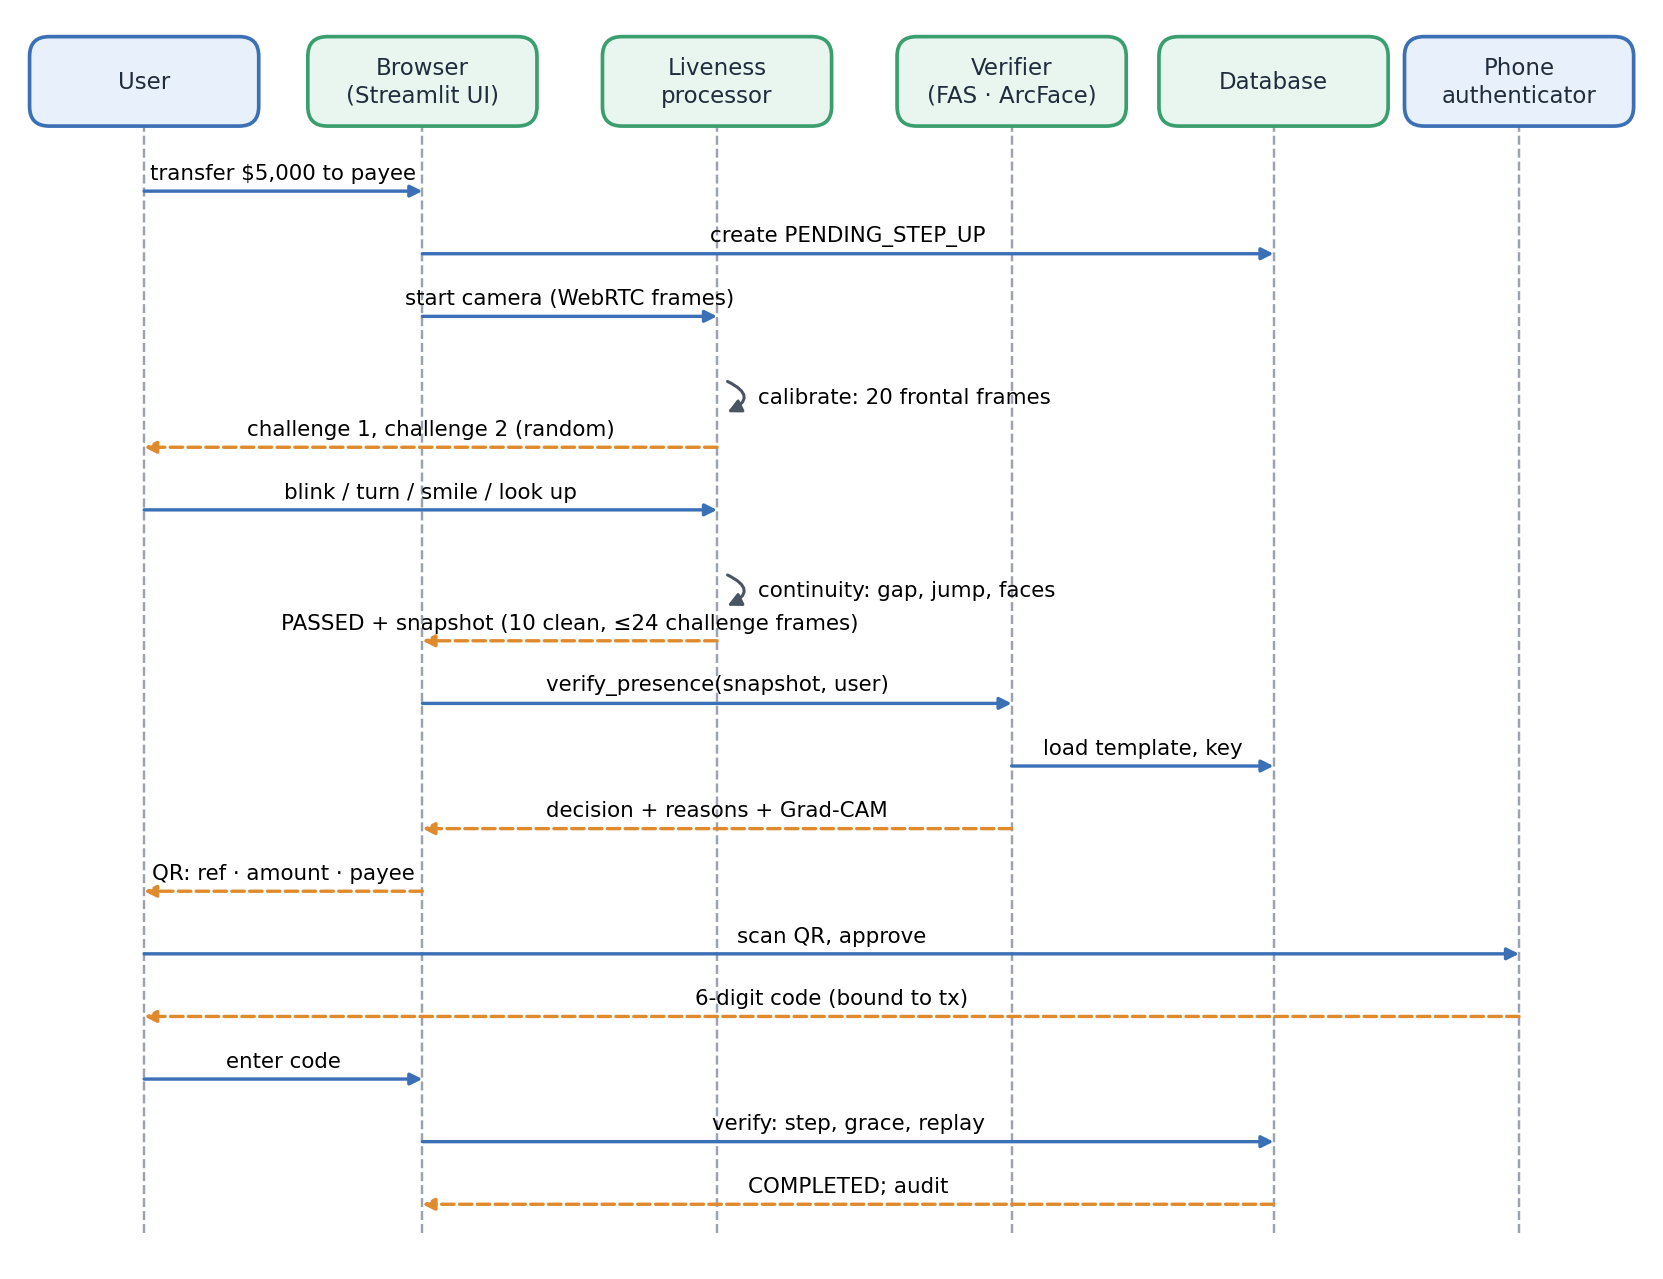 User
Browser
(Streamlit UI)
Liveness
processor
Verifier
(FAS · ArcFace)
Database
Phone
authenticator
transfer $5,000 to payee
create PENDING_STEP_UP
start camera (WebRTC frames)
calibrate: 20 frontal frames
challenge 1, challenge 2 (random)
blink / turn / smile / look up
continuity: gap, jump, faces
PASSED + snapshot (10 clean, ≤24 challenge frames)
verify_presence(snapshot, user)
load template, key
decision + reasons + Grad-CAM
QR: ref · amount · payee
scan QR, approve
6-digit code (bound to tx)
enter code
verify: step, grace, replay
COMPLETED; audit